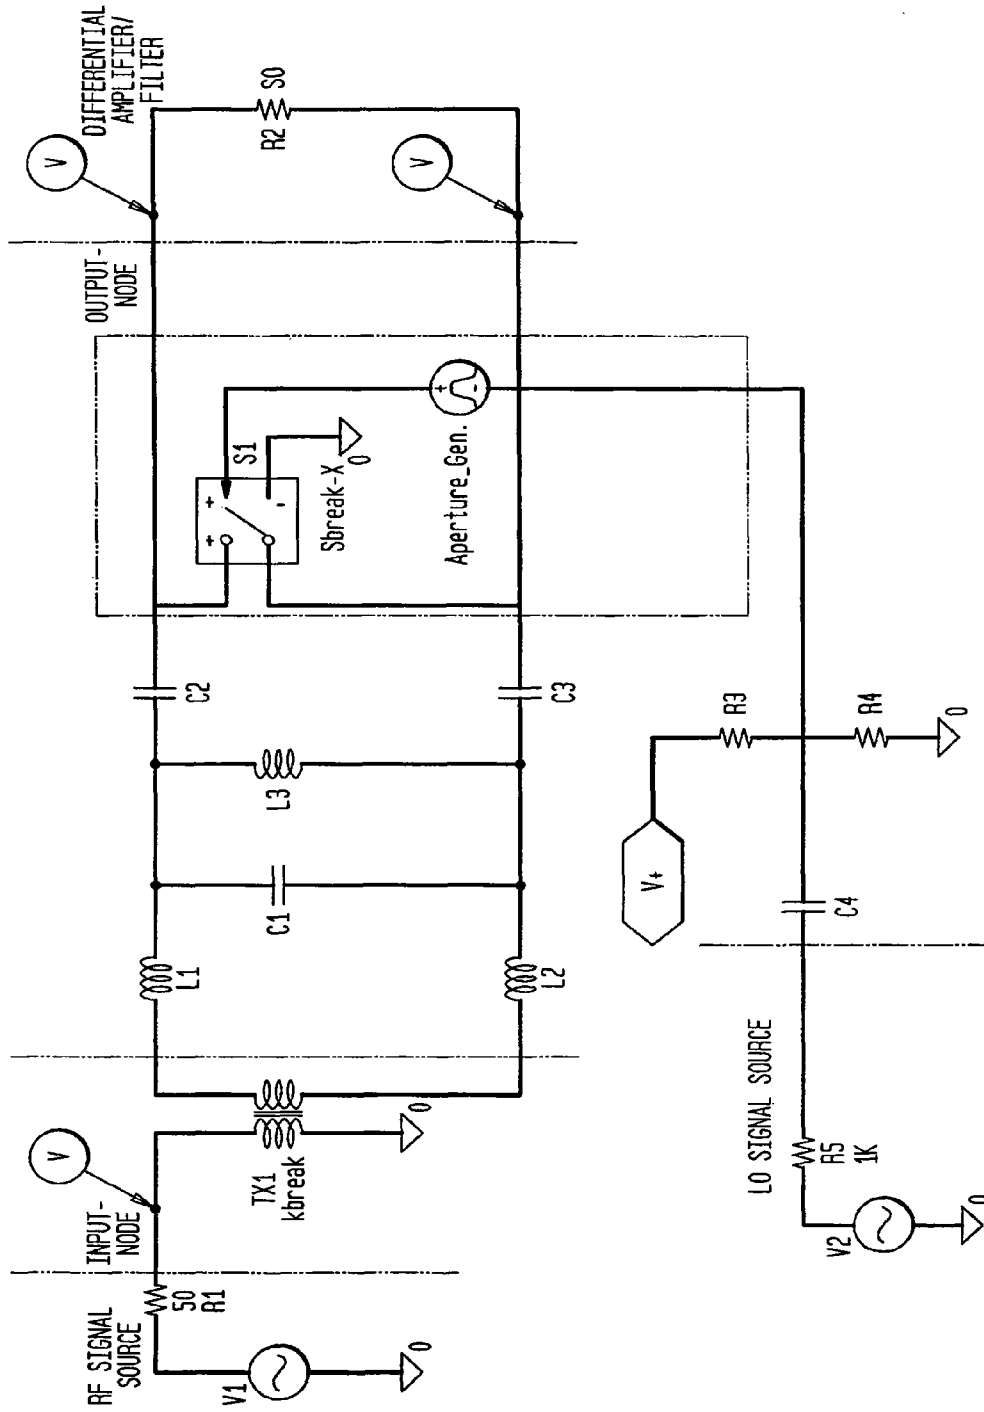 RF SIGNAL
SOURCE
V1
0
50
R1
INPUT-
NODE
V
TX1
kbreak
0
L1
L2
C1
L3
C2
C3
+
+
-
S1
Sbreak-X
0
Aperture_Gen.
+
-
OUTPUT-
NODE
V
V
DIFFERENTIAL
AMPLIFIER/
FILTER
R2
S0
LO SIGNAL SOURCE
V2
0
R5
1K
C4
V+
R3
R4
0